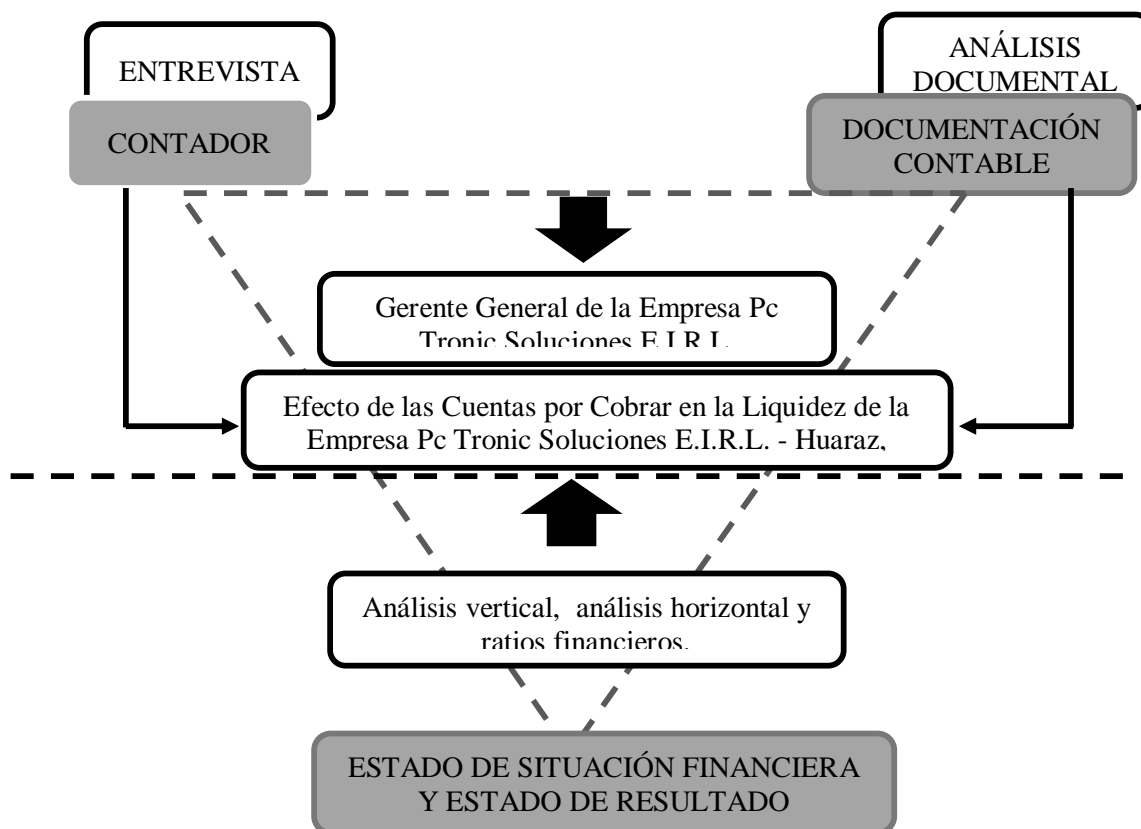 ENTREVISTA
CONTADOR
ANÁLISIS
DOCUMENTAL
DOCUMENTACIÓN
CONTABLE
Gerente General de la Empresa Pc
Tronic Soluciones E.I.R.L.
Efecto de las Cuentas por Cobrar en la Liquidez de la
Empresa Pc Tronic Soluciones E.I.R.L. - Huaraz,
Análisis vertical, análisis horizontal y
ratios financieros.
ESTADO DE SITUACIÓN FINANCIERA
Y ESTADO DE RESULTADO